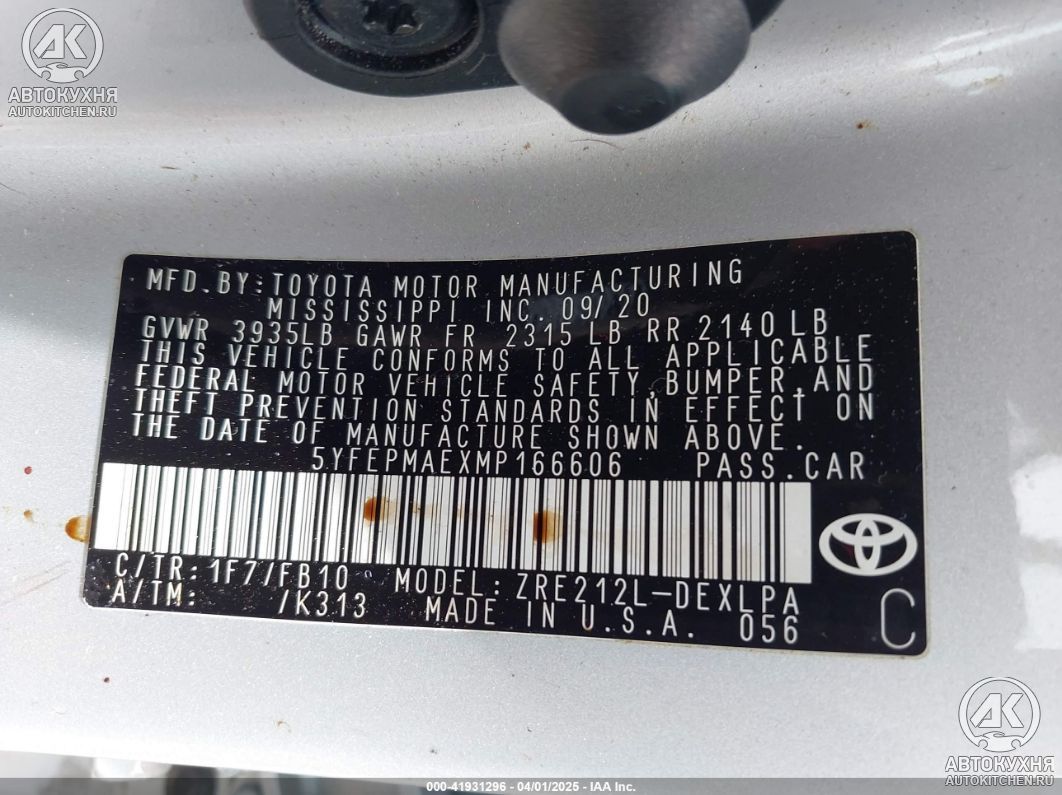 АК
АВТОКУХНЯ
AUTOKITCHEN.RU
MFD. BY: TOYOTA MOTOR MANUFACTURING
MISSISSIPPI INC. 09/20
GVWR 3935LB GAWR FR 2315 LB RR 2140 LB
THIS VEHICLE CONFORMS TO ALL APPLICABLE
FEDERAL MOTOR VEHICLE SAFETY, BUMPER, AND
THEFT PREVENTION STANDARDS IN EFFECT ON
THE DATE OF MANUFACTURE SHOWN ABOVE.
5YFEPMAEXMP166606 PASS. CAR
C/TR: 1F7/FB10 MODEL: ZRE212L-DEXLPA
A/TM: /K313 MADE IN U.S.A. 056 C
АК
АВТОКУХНЯ
AUTOKITCHEN.RU
000-41931296 - 04/01/2025 - IAA Inc.